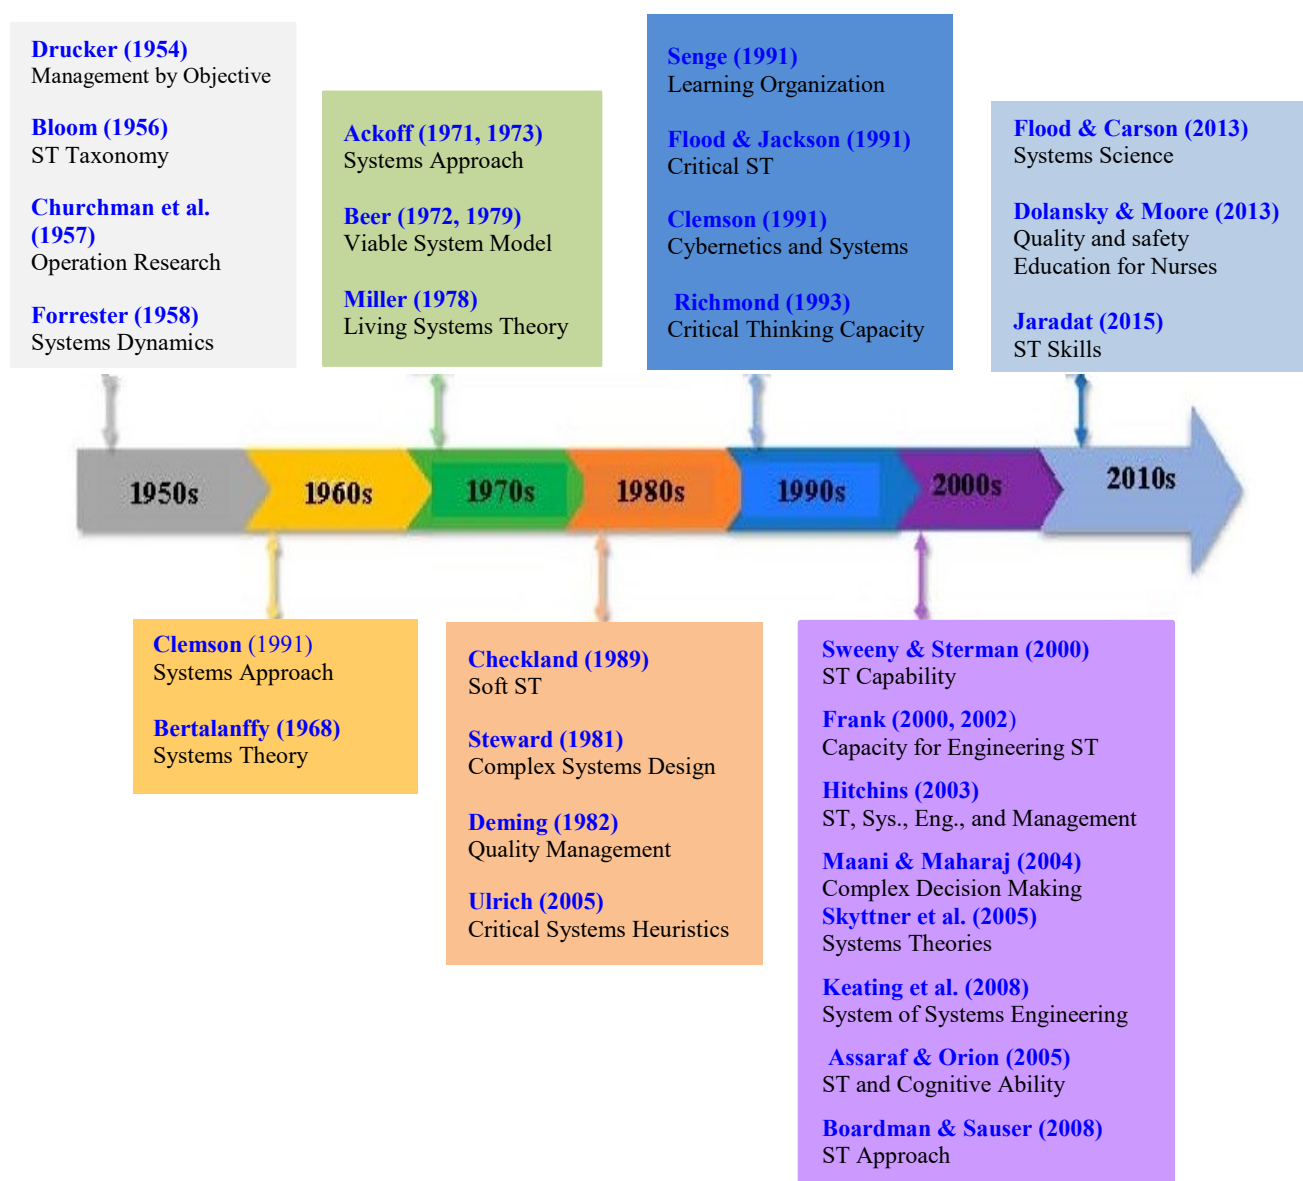 Drucker (1954)
Management by Objective
Bloom (1956)
ST Taxonomy
Churchman et al.
(1957)
Operation Research
Forrester (1958)
Systems Dynamics
Ackoff (1971, 1973)
Systems Approach
Beer (1972, 1979)
Viable System Model
Miller (1978)
Living Systems Theory
Senge (1991)
Learning Organization
Flood & Jackson (1991)
Critical ST
Clemson (1991)
Cybernetics and Systems
Richmond (1993)
Critical Thinking Capacity
Flood & Carson (2013)
Systems Science
Dolansky & Moore (2013)
Quality and safety
Education for Nurses
Jaradat (2015)
ST Skills
1950s
1960s
1970s
1980s
1990s
2000s
2010s
Clemson (1991)
Systems Approach
Bertalanffy (1968)
Systems Theory
Checkland (1989)
Soft ST
Steward (1981)
Complex Systems Design
Deming (1982)
Quality Management
Ulrich (2005)
Critical Systems Heuristics
Sweeny & Sterman (2000)
ST Capability
Frank (2000, 2002)
Capacity for Engineering ST
Hitchins (2003)
ST, Sys., Eng., and Management
Maani & Maharaj (2004)
Complex Decision Making
Skyttner et al. (2005)
Systems Theories
Keating et al. (2008)
System of Systems Engineering
Assaraf & Orion (2005)
ST and Cognitive Ability
Boardman & Sauser (2008)
ST Approach